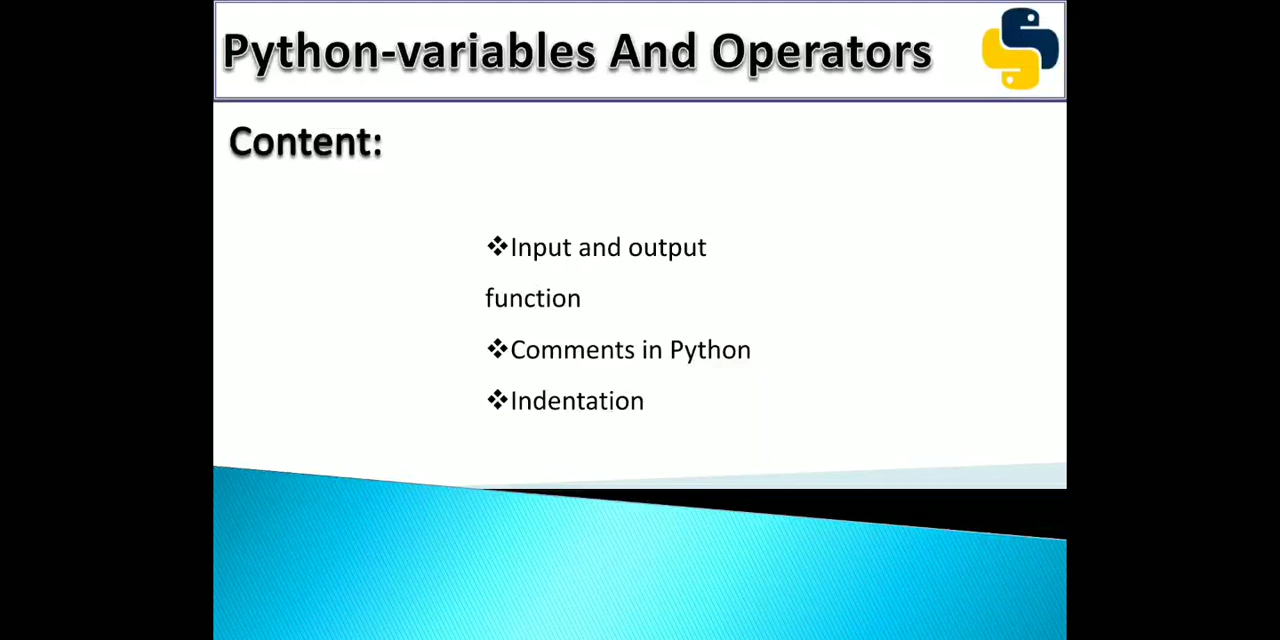 Python-variables And Operators
Content:
❖Input and output
function
❖Comments in Python
❖Indentation